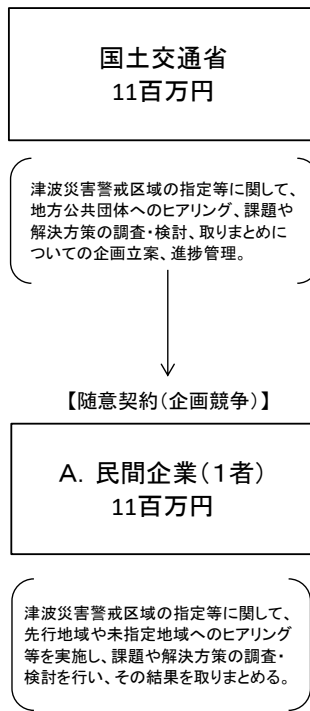 国土交通省
11百万円
津波災害警戒区域の指定等に関して、
地方公共団体へのヒアリング、課題や
解決方策の調査・検討、取りまとめに
ついての企画立案、進捗管理。
【随意契約(企画競争)】
A. 民間企業(1者)
11百万円
津波災害警戒区域の指定等に関して、
先行地域や未指定地域へのヒアリング
等を実施し、課題や解決方策の調査・
検討を行い、その結果を取りまとめる。